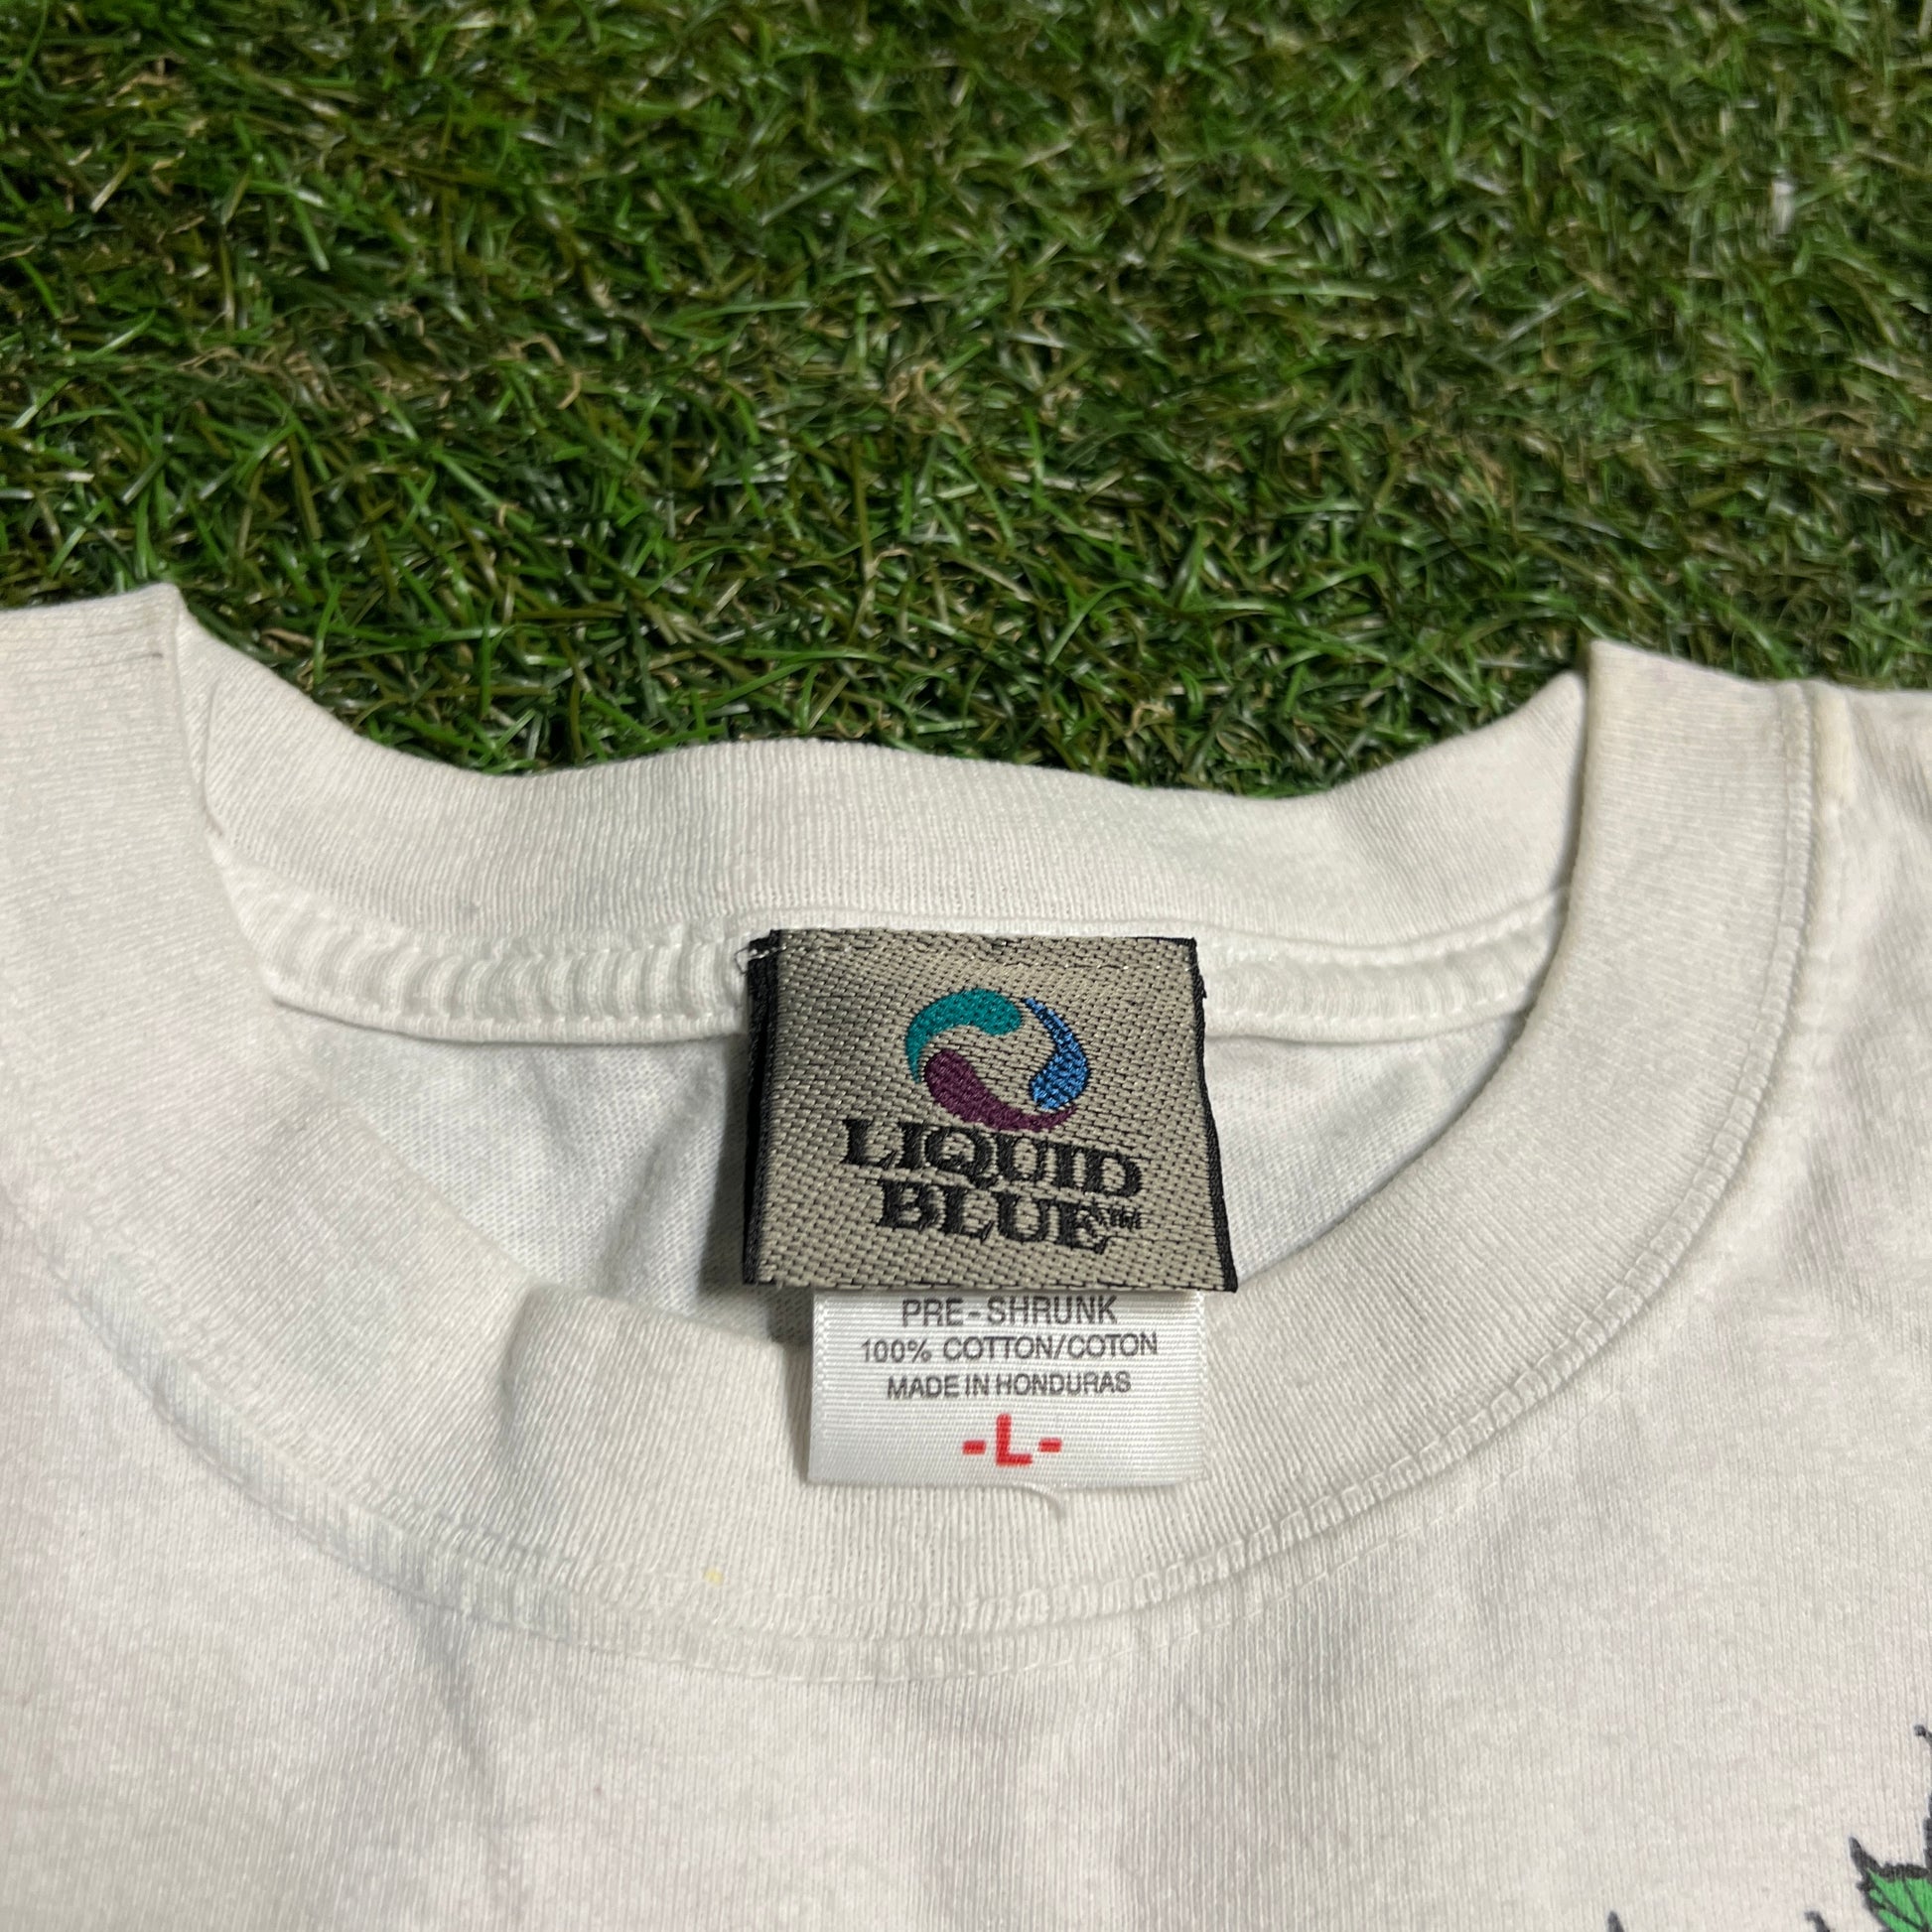 LIQUID
BLUE™
PRE-SHRUNK
100% COTTON/COTON
MADE IN HONDURAS
-L-